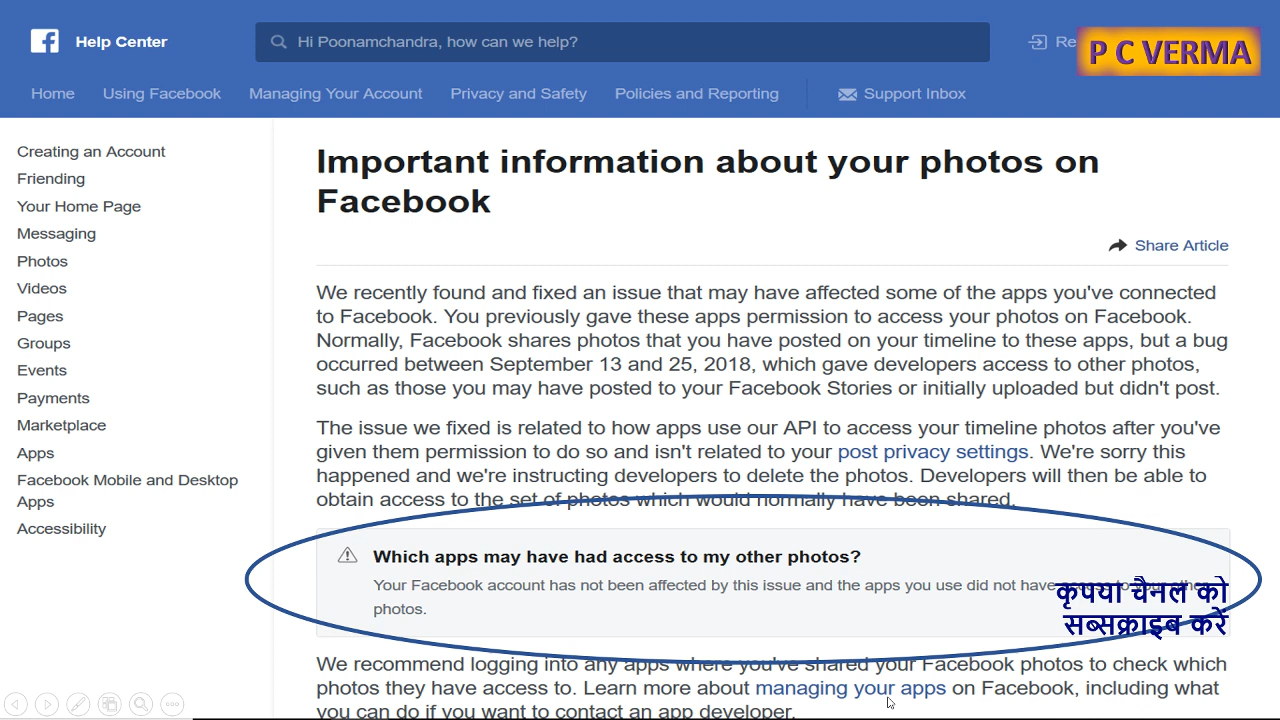 Help Center
Hi Poonamchandra, how can we help?
Re
P C VERMA
Home
Using Facebook
Managing Your Account
Privacy and Safety
Policies and Reporting
Support Inbox
Creating an Account
Friending
Your Home Page
Messaging
Photos
Videos
Pages
Groups
Events
Payments
Marketplace
Apps
Facebook Mobile and Desktop
Apps
Accessibility
Important information about your photos on
Facebook
Share Article
We recently found and fixed an issue that may have affected some of the apps you've connected
to Facebook. You previously gave these apps permission to access your photos on Facebook.
Normally, Facebook shares photos that you have posted on your timeline to these apps, but a bug
occurred between September 13 and 25, 2018, which gave developers access to other photos,
such as those you may have posted to your Facebook Stories or initially uploaded but didn't post.
The issue we fixed is related to how apps use our API to access your timeline photos after you've
given them permission to do so and isn't related to your post privacy settings. We're sorry this
happened and we're instructing developers to delete the photos. Developers will then be able to
obtain access to the set of photos which would normally have been shared.
Which apps may have had access to my other photos?
Your Facebook account has not been affected by this issue and the apps you use did not have access to your other
photos.
कृपया चैनल को
सब्सक्राइब करें
We recommend logging into any apps where you've shared your Facebook photos to check which
photos they have access to. Learn more about managing your apps on Facebook, including what
you can do if you want to contact an app developer.